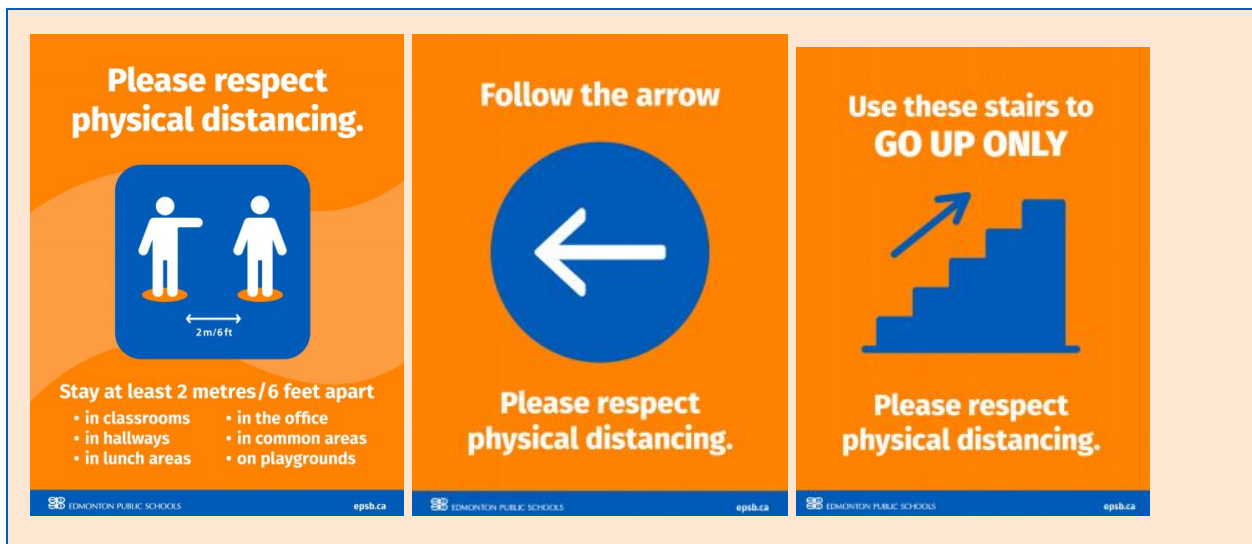 Please respect
physical distancing.
2 m/6 ft
Stay at least 2 metres/6 feet apart
• in classrooms
• in hallways
• in lunch areas
• in the office
• in common areas
• on playgrounds
EDMONTON PUBLIC SCHOOLS
epsb.ca
Follow the arrow
Please respect
physical distancing.
EDMONTON PUBLIC SCHOOLS
epsb.ca
Use these stairs to
GO UP ONLY
Please respect
physical distancing.
EDMONTON PUBLIC SCHOOLS
epsb.ca